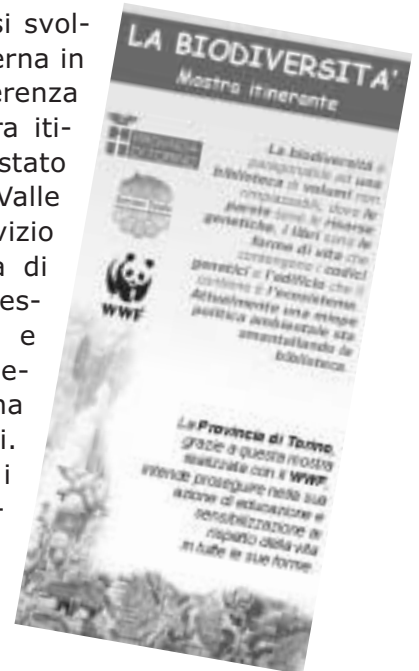 si svol-
erna in
erenza
ra iti-
stato
Valle
vizio
a di
es-
e
e-
na
i.
i
-
LA BIODIVERSITA'
Mostra itinerante
PROVINCIA
DI TORINO
WWF
La biodiversità è
paragonabile ad una
biblioteca di volumi non
rimpiazzabili, dove le
pareti sono le risorse
genetiche, i libri sono le
forme di vita che
contengono i codici
genetici e l'edificio che li
contiene è l'ecosistema.
Attualmente una miope
politica ambientale sta
smantellando la
biblioteca.
La Provincia di Torino,
grazie a questa mostra
realizzata con il WWF,
intende proseguire nella sua
azione di educazione e
sensibilizzazione al
rispetto della vita
in tutte le sue forme.